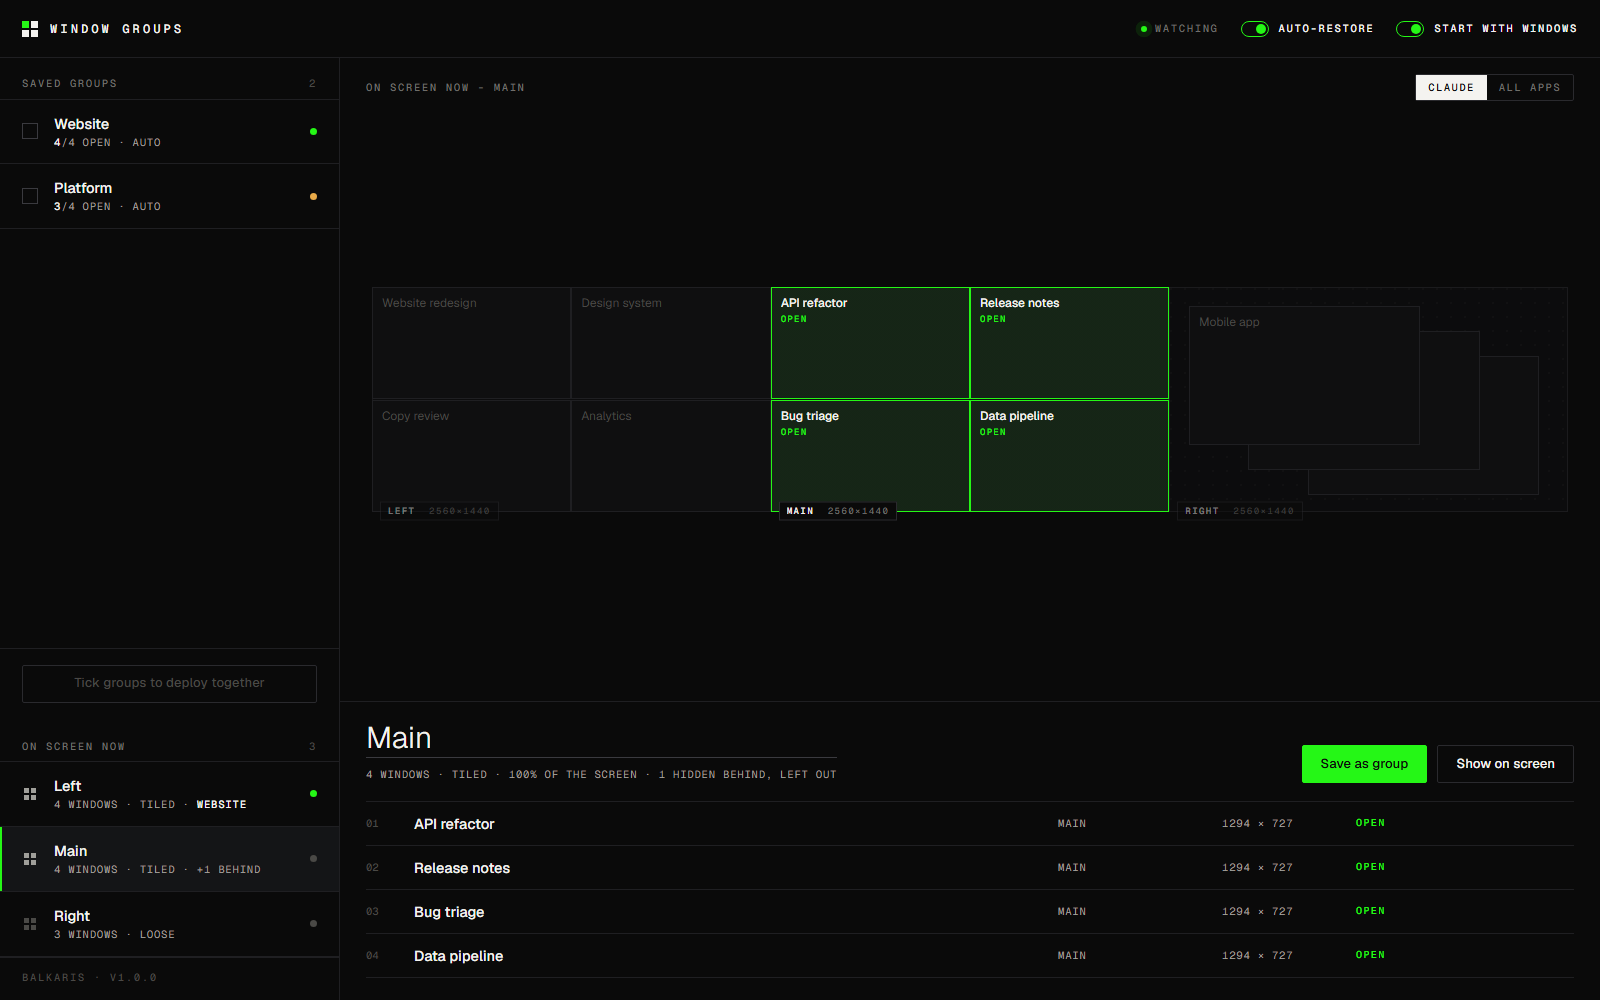 WINDOW GROUPS
WATCHING
AUTO-RESTORE
START WITH WINDOWS
SAVED GROUPS 2
Website
4/4 OPEN · AUTO
Platform
3/4 OPEN · AUTO
Tick groups to deploy together
ON SCREEN NOW 3
Left
4 WINDOWS · TILED · WEBSITE
Main
4 WINDOWS · TILED · +1 BEHIND
Right
3 WINDOWS · LOOSE
BALKARIS · V1.0.0
ON SCREEN NOW - MAIN
CLAUDE
ALL APPS
Website redesign
Design system
API refactor
OPEN
Release notes
OPEN
Mobile app
Copy review
Analytics
Bug triage
OPEN
Data pipeline
OPEN
LEFT 2560×1440
MAIN 2560×1440
RIGHT 2560×1440
Main
4 WINDOWS · TILED · 100% OF THE SCREEN · 1 HIDDEN BEHIND, LEFT OUT
Save as group
Show on screen
01 API refactor MAIN 1294 × 727 OPEN
02 Release notes MAIN 1294 × 727 OPEN
03 Bug triage MAIN 1294 × 727 OPEN
04 Data pipeline MAIN 1294 × 727 OPEN